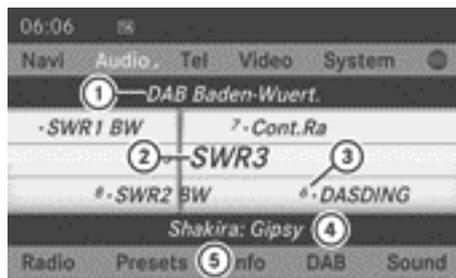 06:06
Navi Audio Tel Video System
1 DAB Baden-Wuert.
·SWR1 BW 7·Cont.Ra
2 SWR3 3
8·SWR2 BW 6·DASDING
Shakira: Gipsy 4
Radio Presets 5 nfo DAB Sound